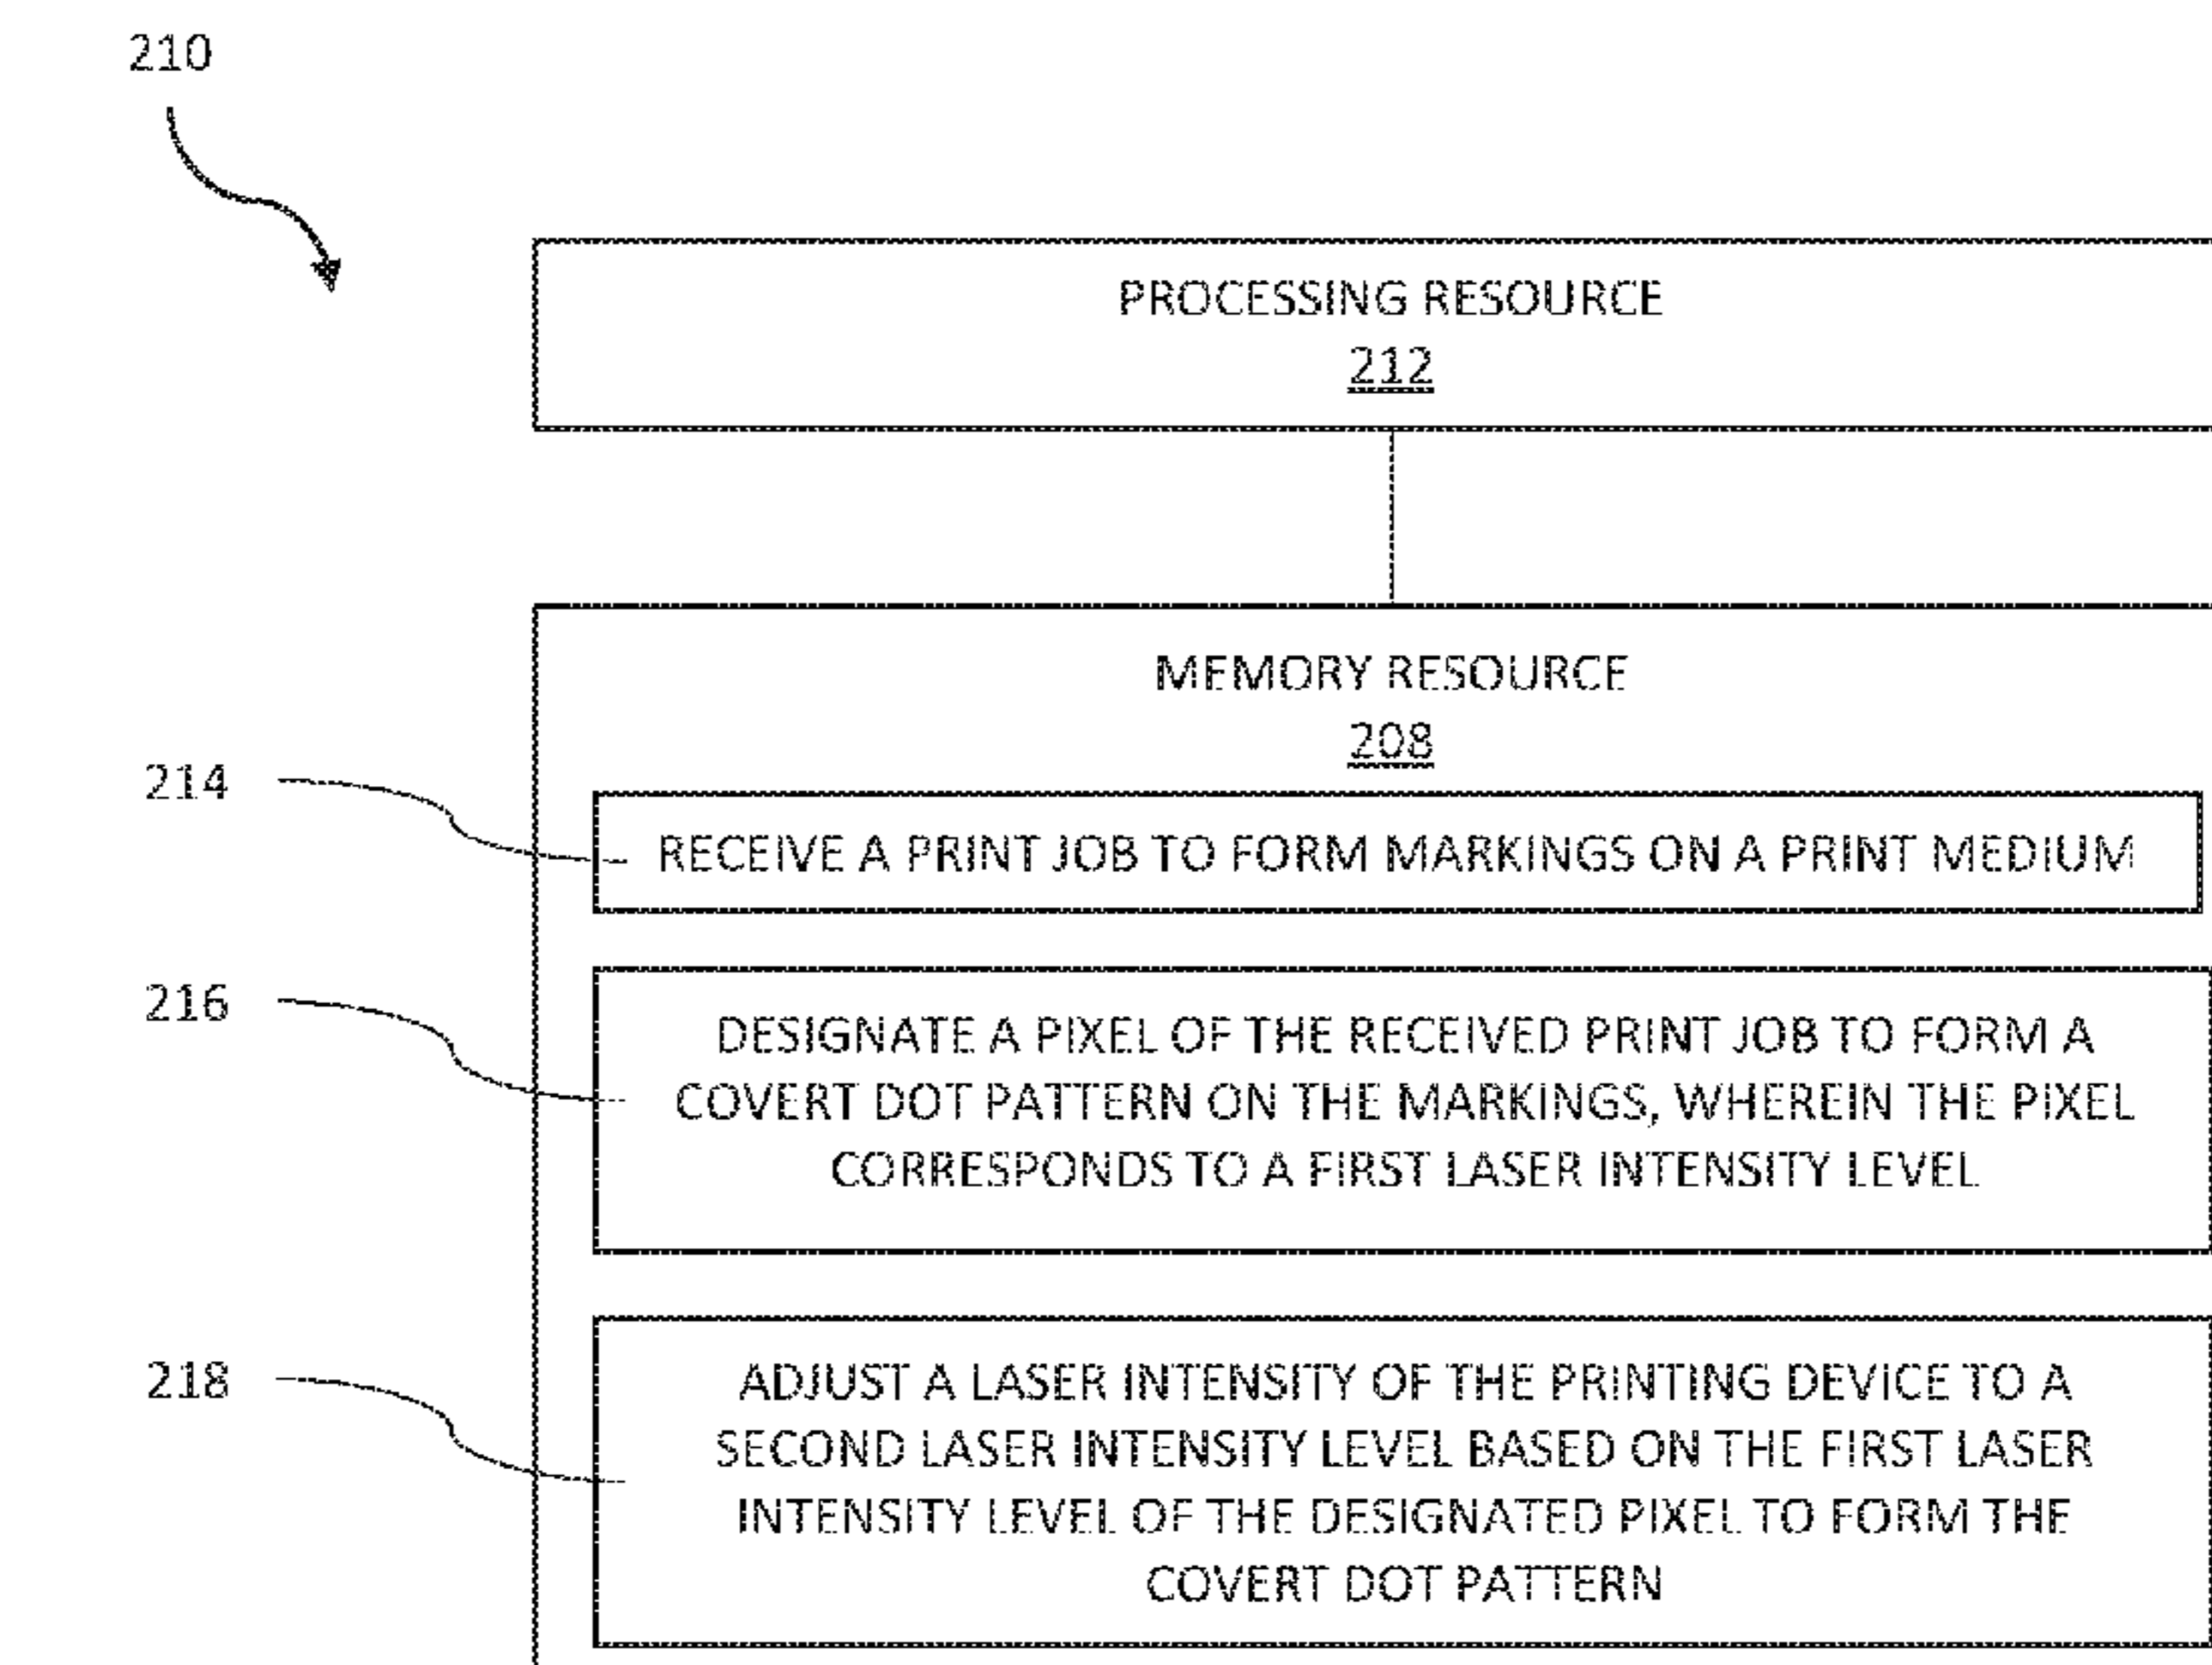 210
PROCESSING RESOURCE
212
MEMORY RESOURCE
208
214
RECEIVE A PRINT JOB TO FORM MARKINGS ON A PRINT MEDIUM
216
DESIGNATE A PIXEL OF THE RECEIVED PRINT JOB TO FORM A
COVERT DOT PATTERN ON THE MARKINGS, WHEREIN THE PIXEL
CORRESPONDS TO A FIRST LASER INTENSITY LEVEL
218
ADJUST A LASER INTENSITY OF THE PRINTING DEVICE TO A
SECOND LASER INTENSITY LEVEL BASED ON THE FIRST LASER
INTENSITY LEVEL OF THE DESIGNATED PIXEL TO FORM THE
COVERT DOT PATTERN